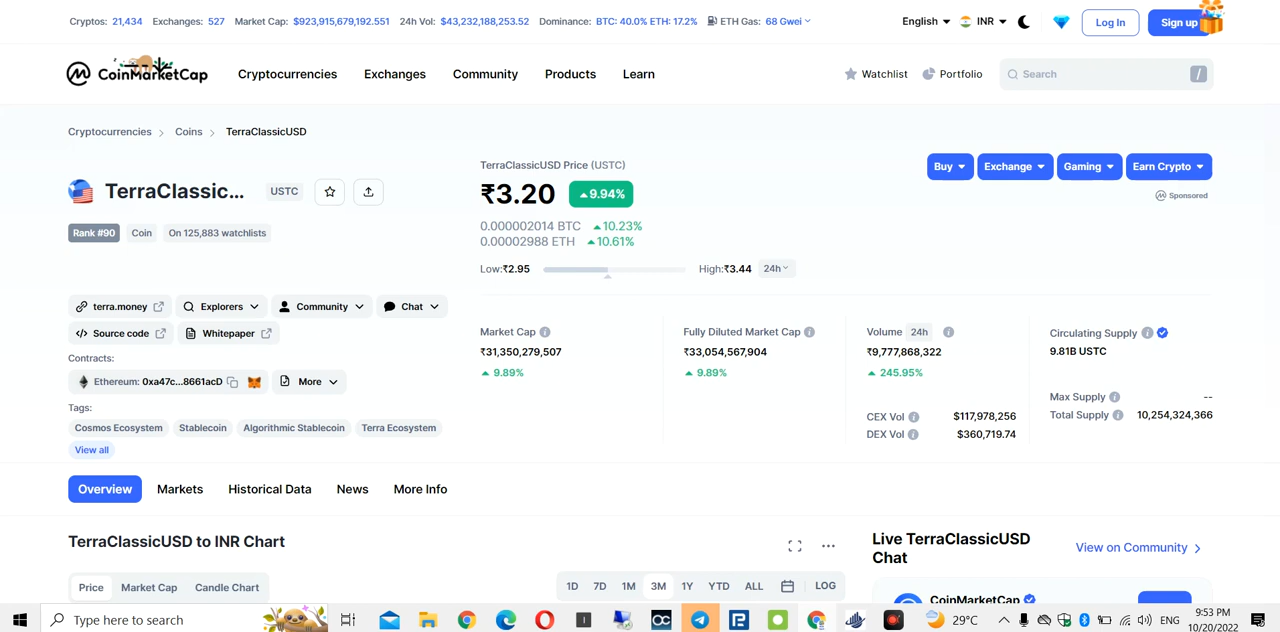 Cryptos: 21,434 Exchanges: 527 Market Cap: $923,915,679,192.551 24h Vol: $43,232,188,253.52 Dominance: BTC: 40.0% ETH: 17.2% ETH Gas: 68 Gwei
English INR Log In Sign up
CoinMarketCap Cryptocurrencies Exchanges Community Products Learn Watchlist Portfolio Search /
Cryptocurrencies Coins TerraClassicUSD
TerraClassic... USTC
Rank #90 Coin On 125,883 watchlists
terra.money Explorers Community Chat
Source code Whitepaper
Contracts:
Ethereum: 0xa47c...8661acD More
Tags:
Cosmos Ecosystem Stablecoin Algorithmic Stablecoin Terra Ecosystem
View all
TerraClassicUSD Price (USTC)
₹3.20 9.94%
0.000002014 BTC 10.23%
0.00002988 ETH 10.61%
Low:₹2.95 High:₹3.44 24h
Buy Exchange Gaming Earn Crypto
Sponsored
Market Cap
₹31,350,279,507
9.89%
Fully Diluted Market Cap
₹33,054,567,904
9.89%
Volume 24h
₹9,777,868,322
245.95%
CEX Vol $117,978,256
DEX Vol $360,719.74
Circulating Supply
9.81B USTC
Max Supply --
Total Supply 10,254,324,366
Overview Markets Historical Data News More Info
TerraClassicUSD to INR Chart
Price Market Cap Candle Chart 1D 7D 1M 3M 1Y YTD ALL LOG
Live TerraClassicUSD
Chat
View on Community
CoinMarketCap
Type here to search
29°C ENG
9:53 PM
10/20/2022